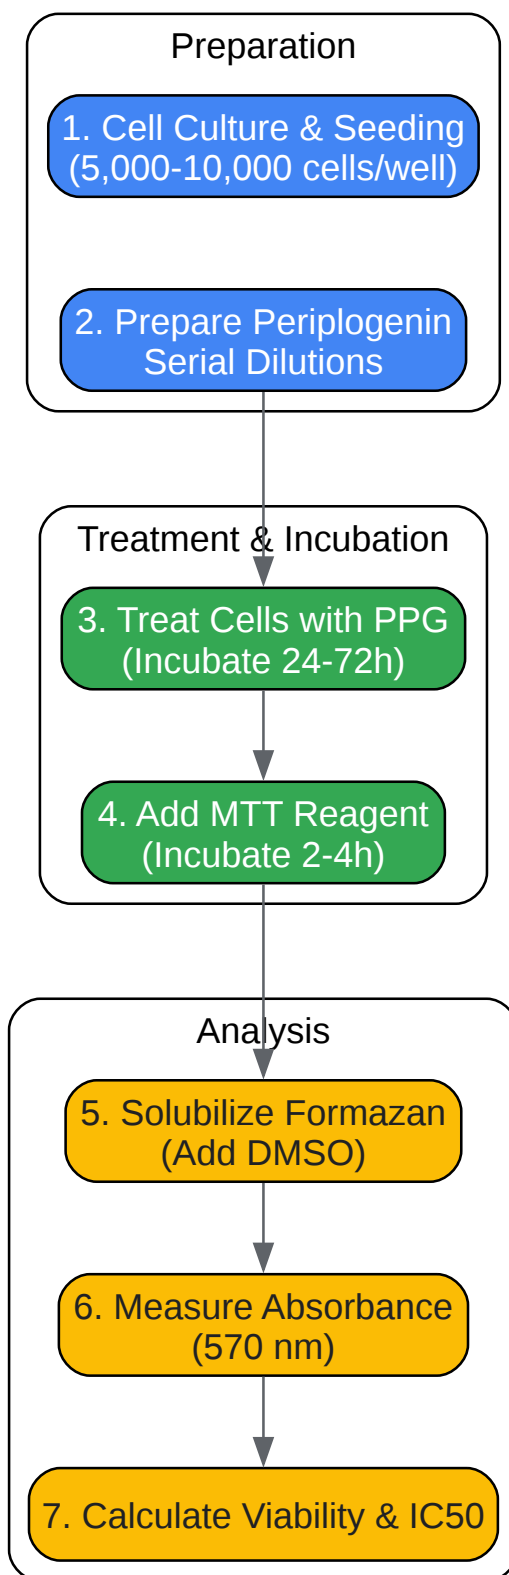 Preparation
1. Cell Culture & Seeding
(5,000-10,000 cells/well)
2. Prepare Periplogenin
Serial Dilutions
Treatment & Incubation
3. Treat Cells with PPG
(Incubate 24-72h)
4. Add MTT Reagent
(Incubate 2-4h)
Analysis
5. Solubilize Formazan
(Add DMSO)
6. Measure Absorbance
(570 nm)
7. Calculate Viability & IC50